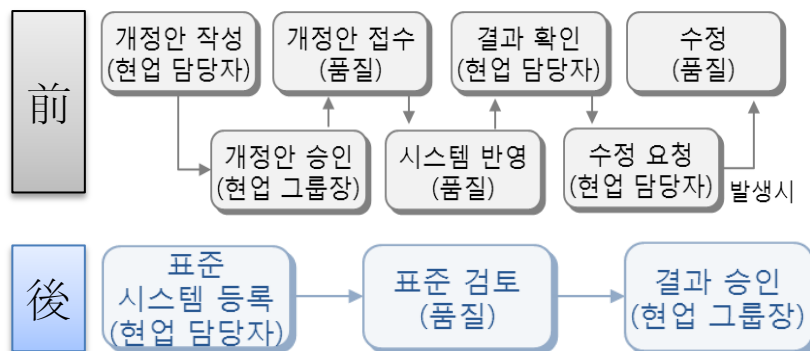 前
개정안 작성
(현업 담당자)
개정안 승인
(현업 그룹장)
개정안 접수
(품질)
시스템 반영
(품질)
결과 확인
(현업 담당자)
수정 요청
(현업 담당자)
발생시
수정
(품질)
後
표준
시스템 등록
(현업 담당자)
표준 검토
(품질)
결과 승인
(현업 그룹장)